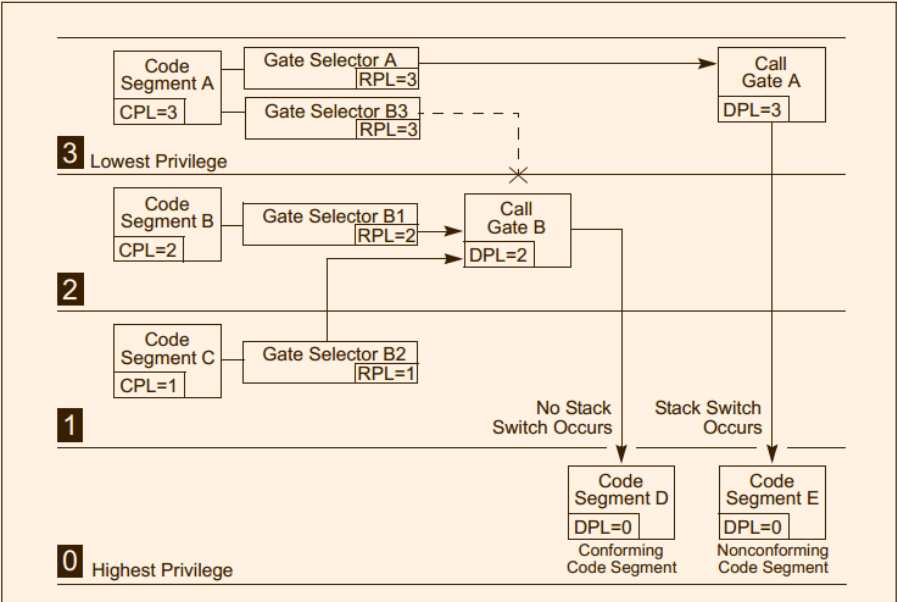 Code
Segment A
CPL=3
Gate Selector A
RPL=3
Gate Selector B3
RPL=3
Call
Gate A
DPL=3
3
Lowest Privilege
Code
Segment B
CPL=2
Gate Selector B1
RPL=2
Call
Gate B
DPL=2
2
Code
Segment C
CPL=1
Gate Selector B2
RPL=1
1
No Stack
Switch Occurs
Stack Switch
Occurs
Code
Segment D
DPL=0
Conforming
Code Segment
Code
Segment E
DPL=0
Nonconforming
Code Segment
0
Highest Privilege